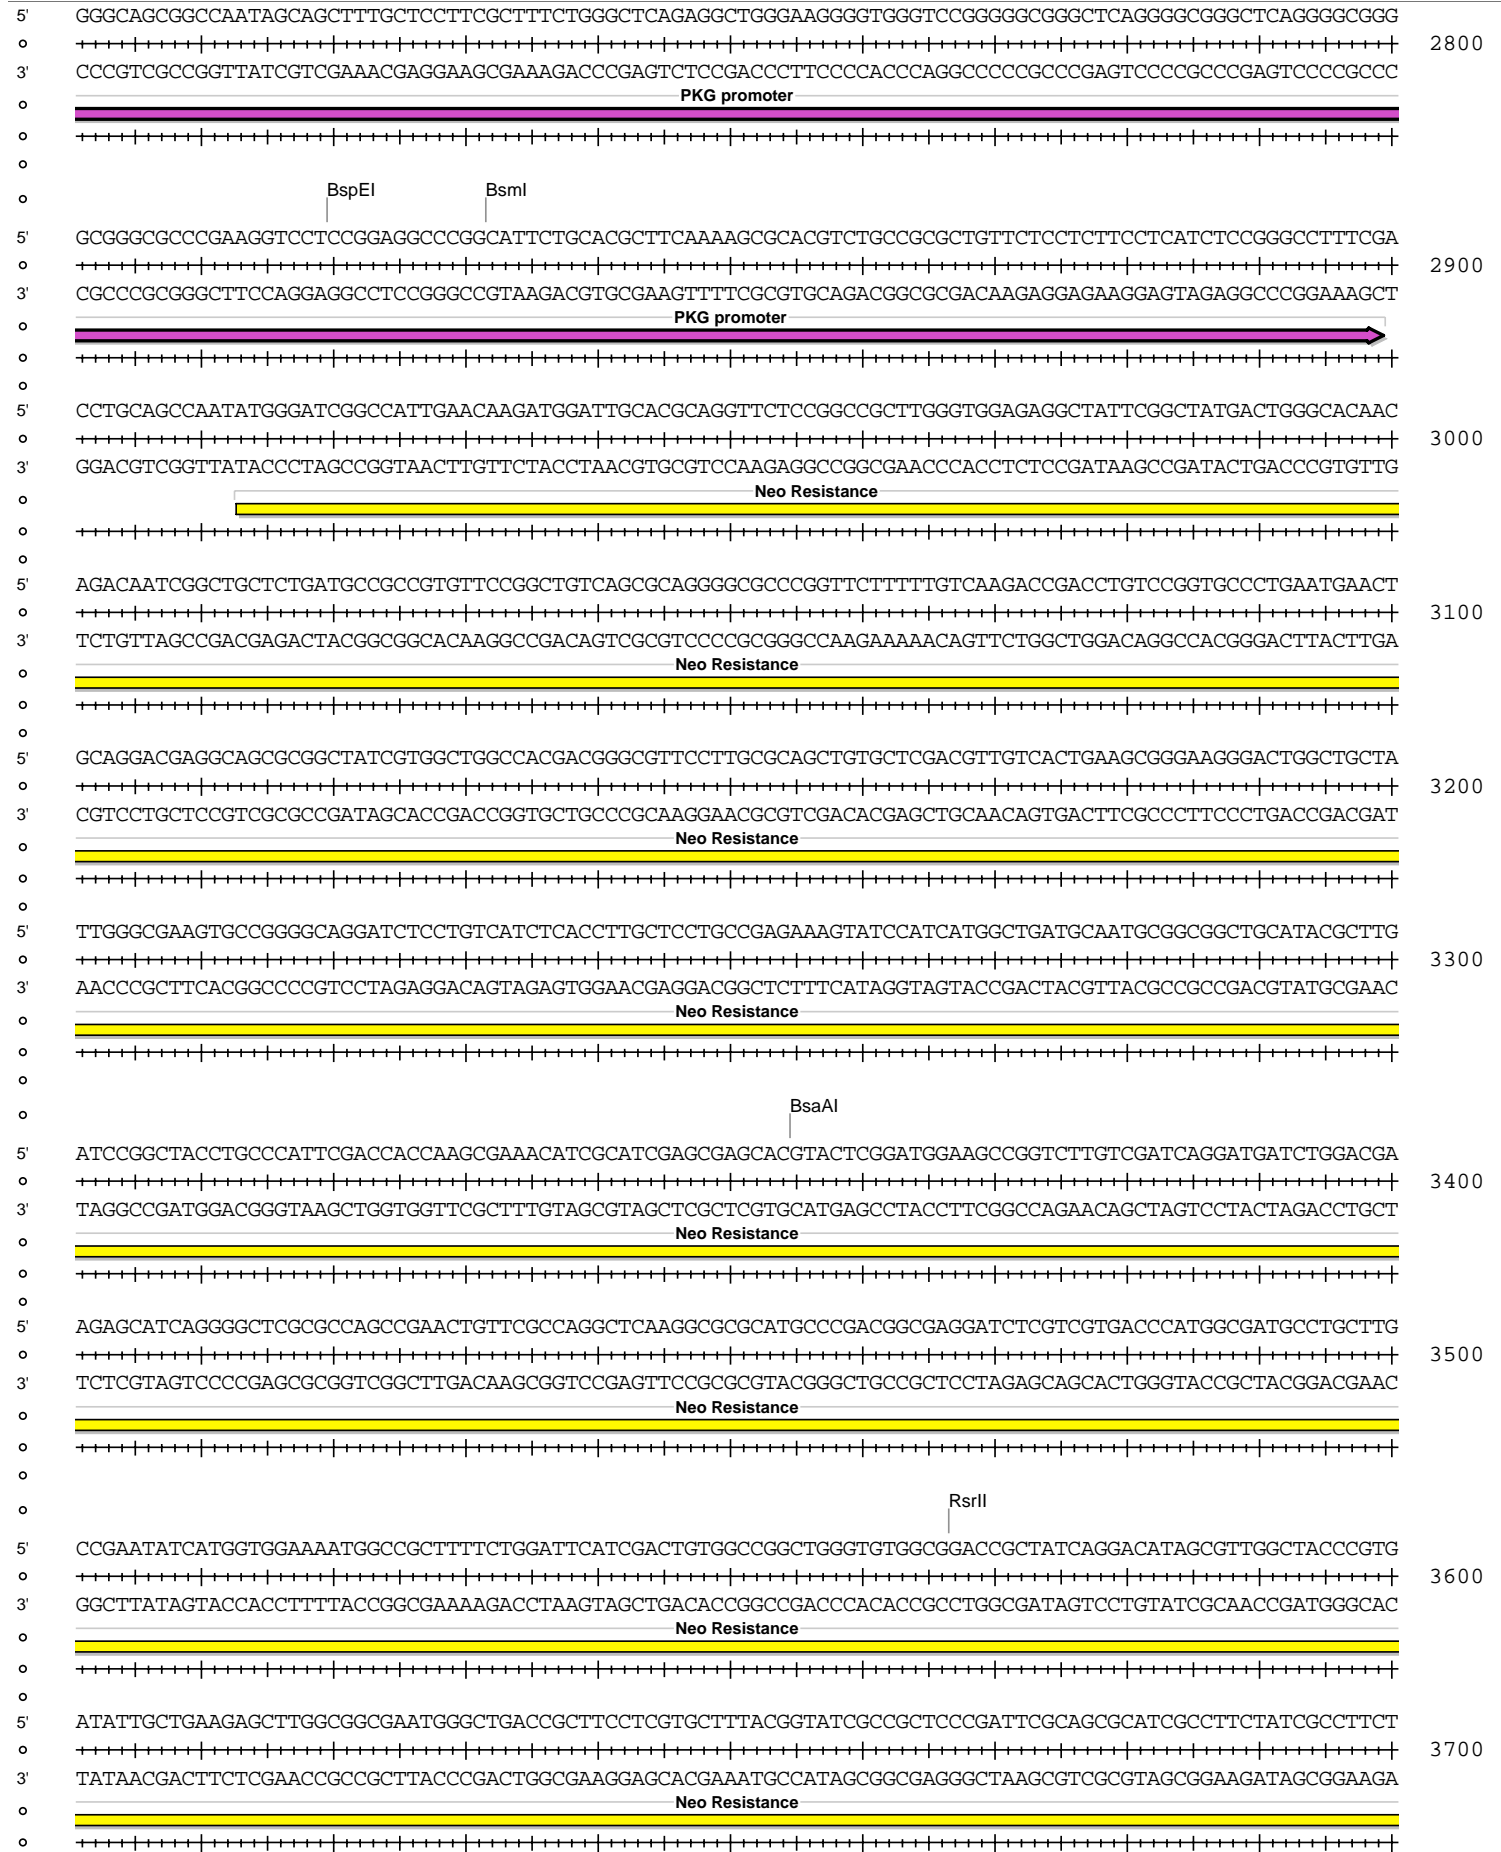 5' GGGCAGCGGCCAATAGCAGCTTTGCTCCTTCGCTTTCTGGGCTCAGAGGCTGGGAAGGGGTGGGTCCGGGGGCGGGCTCAGGGGCGGGCTCAGGGGCGGG
2800
3' CCCGTCGCCGGTTATCGTCGAAACGAGGAAGCGAAAGACCCGAGTCTCCGACCCTTCCCCACCCAGGCCCCCGCCCGAGTCCCCGCCCGAGTCCCCGCCC
PKG promoter
BspEI BsmI
5' GCGGGCGCCCGAAGGTCCTCCGGAGGCCCGGCATTCTGCACGCTTCAAAAGCGCACGTCTGCCGCGCTGTTCTCCTCTTCCTCATCTCCGGGCCTTTCGA
2900
3' CGCCCGCGGGCTTCCAGGAGGCCTCCGGGCCGTAAGACGTGCGAAGTTTTCGCGTGCAGACGGCGCGACAAGAGGAGAAGGAGTAGAGGCCCGGAAAGCT
PKG promoter
5' CCTGCAGCCAATATGGGATCGGCCATTGAACAAGATGGATTGCACGCAGGTTCTCCGGCCGCTTGGGTGGAGAGGCTATTCGGCTATGACTGGGCACAAC
3000
3' GGACGTCGGTTATACCCTAGCCGGTAACTTGTTCTACCTAACGTGCGTCCAAGAGGCCGGCGAACCCACCTCTCCGATAAGCCGATACTGACCCGTGTTG
Neo Resistance
5' AGACAATCGGCTGCTCTGATGCCGCCGTGTTCCGGCTGTCAGCGCAGGGGCGCCCGGTTCTTTTTGTCAAGACCGACCTGTCCGGTGCCCTGAATGAACT
3100
3' TCTGTTAGCCGACGAGACTACGGCGGCACAAGGCCGACAGTCGCGTCCCCGCGGGCCAAGAAAAACAGTTCTGGCTGGACAGGCCACGGGACTTACTTGA
Neo Resistance
5' GCAGGACGAGGCAGCGCGGCTATCGTGGCTGGCCACGACGGGCGTTCCTTGCGCAGCTGTGCTCGACGTTGTCACTGAAGCGGGAAGGGACTGGCTGCTA
3200
3' CGTCCTGCTCCGTCGCGCCGATAGCACCGACCGGTGCTGCCCGCAAGGAACGCGTCGACACGAGCTGCAACAGTGACTTCGCCCTTCCCTGACCGACGAT
Neo Resistance
5' TTGGGCGAAGTGCCGGGGCAGGATCTCCTGTCATCTCACCTTGCTCCTGCCGAGAAAGTATCCATCATGGCTGATGCAATGCGGCGGCTGCATACGCTTG
3300
3' AACCCGCTTCACGGCCCCGTCCTAGAGGACAGTAGAGTGGAACGAGGACGGCTCTTTCATAGGTAGTACCGACTACGTTACGCCGCCGACGTATGCGAAC
Neo Resistance
BsaAI
5' ATCCGGCTACCTGCCCATTCGACCACCAAGCGAAACATCGCATCGAGCGAGCACGTACTCGGATGGAAGCCGGTCTTGTCGATCAGGATGATCTGGACGA
3400
3' TAGGCCGATGGACGGGTAAGCTGGTGGTTCGCTTTGTAGCGTAGCTCGCTCGTGCATGAGCCTACCTTCGGCCAGAACAGCTAGTCCTACTAGACCTGCT
Neo Resistance
5' AGAGCATCAGGGGCTCGCGCCAGCCGAACTGTTCGCCAGGCTCAAGGCGCGCATGCCCGACGGCGAGGATCTCGTCGTGACCCATGGCGATGCCTGCTTG
3500
3' TCTCGTAGTCCCCGAGCGCGGTCGGCTTGACAAGCGGTCCGAGTTCCGCGCGTACGGGCTGCCGCTCCTAGAGCAGCACTGGGTACCGCTACGGACGAAC
Neo Resistance
RsrII
5' CCGAATATCATGGTGGAAAATGGCCGCTTTTCTGGATTCATCGACTGTGGCCGGCTGGGTGTGGCGGACCGCTATCAGGACATAGCGTTGGCTACCCGTG
3600
3' GGCTTATAGTACCACCTTTTACCGGCGAAAAGACCTAAGTAGCTGACACCGGCCGACCCACACCGCCTGGCGATAGTCCTGTATCGCAACCGATGGGCAC
Neo Resistance
5' ATATTGCTGAAGAGCTTGGCGGCGAATGGGCTGACCGCTTCCTCGTGCTTTACGGTATCGCCGCTCCCGATTCGCAGCGCATCGCCTTCTATCGCCTTCT
3700
3' TATAACGACTTCTCGAACCGCCGCTTACCCGACTGGCGAAGGAGCACGAAATGCCATAGCGGCGAGGGCTAAGCGTCGCGTAGCGGAAGATAGCGGAAGA
Neo Resistance